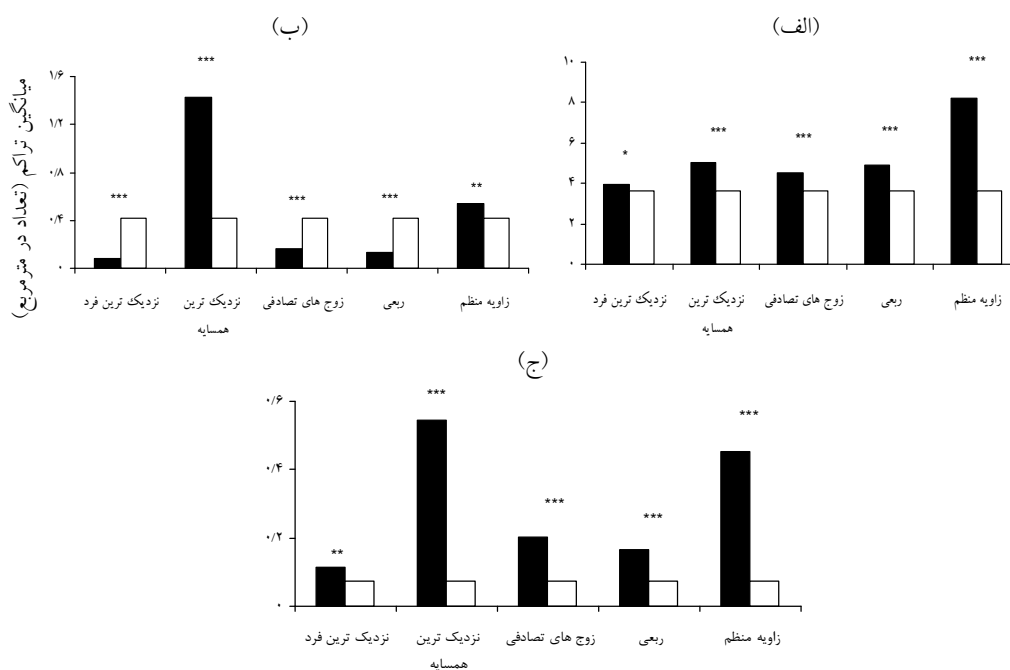 (الف)
۱۰
۸
۶
۴
۲
۰
*
***
***
***
***
نزدیک ترین فرد
نزدیک ترین
همسایه
زوج های تصادفی
ربعی
زاویه منظم
(ب)
میانگین تراکم (تعداد در مترمربع)
۱/۶
۱/۲
۰/۸
۰/۴
۰
***
***
***
***
**
نزدیک ترین فرد
نزدیک ترین
همسایه
زوج های تصادفی
ربعی
زاویه منظم
(ج)
۰/۶
۰/۴
۰/۲
۰
**
***
***
***
***
نزدیک ترین فرد
نزدیک ترین
همسایه
زوج های تصادفی
ربعی
زاویه منظم